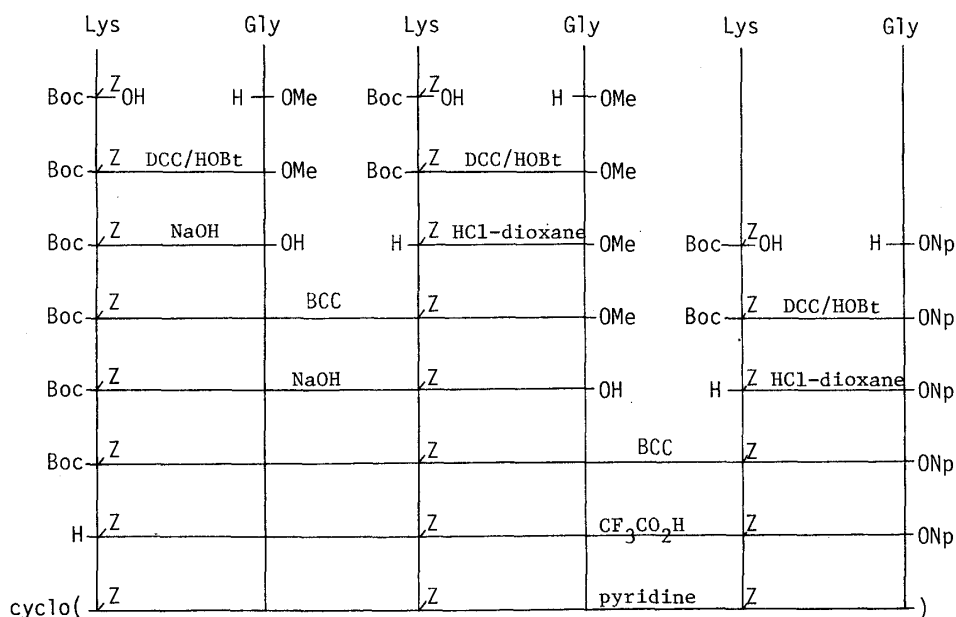 Lys Gly Lys Gly Lys Gly
Boc Z OH H OMe Boc Z OH H OMe
Boc Z DCC/HOBt OMe Boc Z DCC/HOBt OMe
Boc Z NaOH OH H Z HCl-dioxane OMe Boc Z OH H ONp
Boc Z BCC Z OMe Boc Z DCC/HOBt ONp
Boc Z NaOH Z OH H Z HCl-dioxane ONp
Boc Z Z BCC Z ONp
H Z Z CF3CO2H Z ONp
cyclo( Z Z pyridine Z )